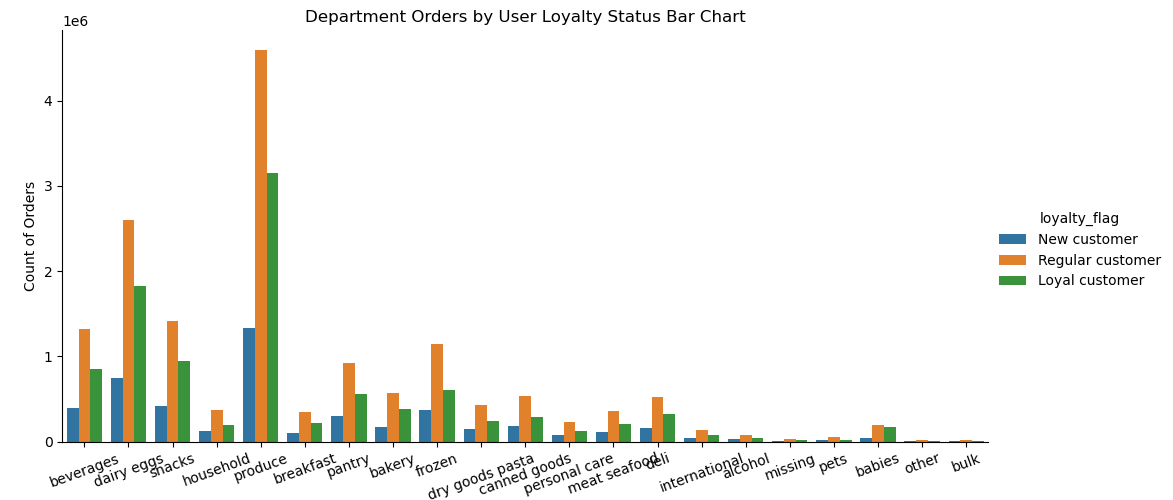 Department Orders by User Loyalty Status Bar Chart
1e6
4
3
2
1
0
Count of Orders
beverages
dairy eggs
snacks
household
produce
breakfast
pantry
bakery
frozen
dry goods pasta
canned goods
personal care
meat seafood
deli
international
alcohol
missing
pets
babies
other
bulk
loyalty_flag
New customer
Regular customer
Loyal customer